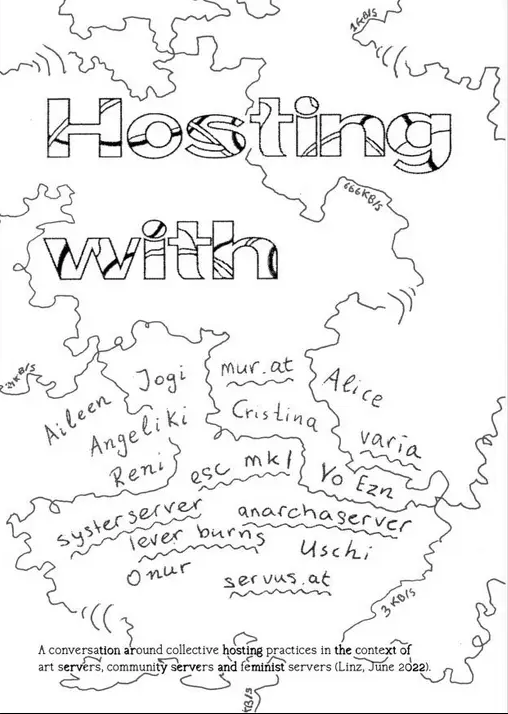 1KB/S
Hosting
666KB/S
with
KB/S
Jogi
mur.at
Alice
Aileen
Angeliki
Cristina
varia
Reni
esc mkl
Yo Ezn
systerserver
anarchaserver
lever burns
Uschi
Onur
servus.at
3KB/S
A conversation around collective hosting practices in the context of
art servers, community servers and feminist servers (Linz, June 2022).
KB/S